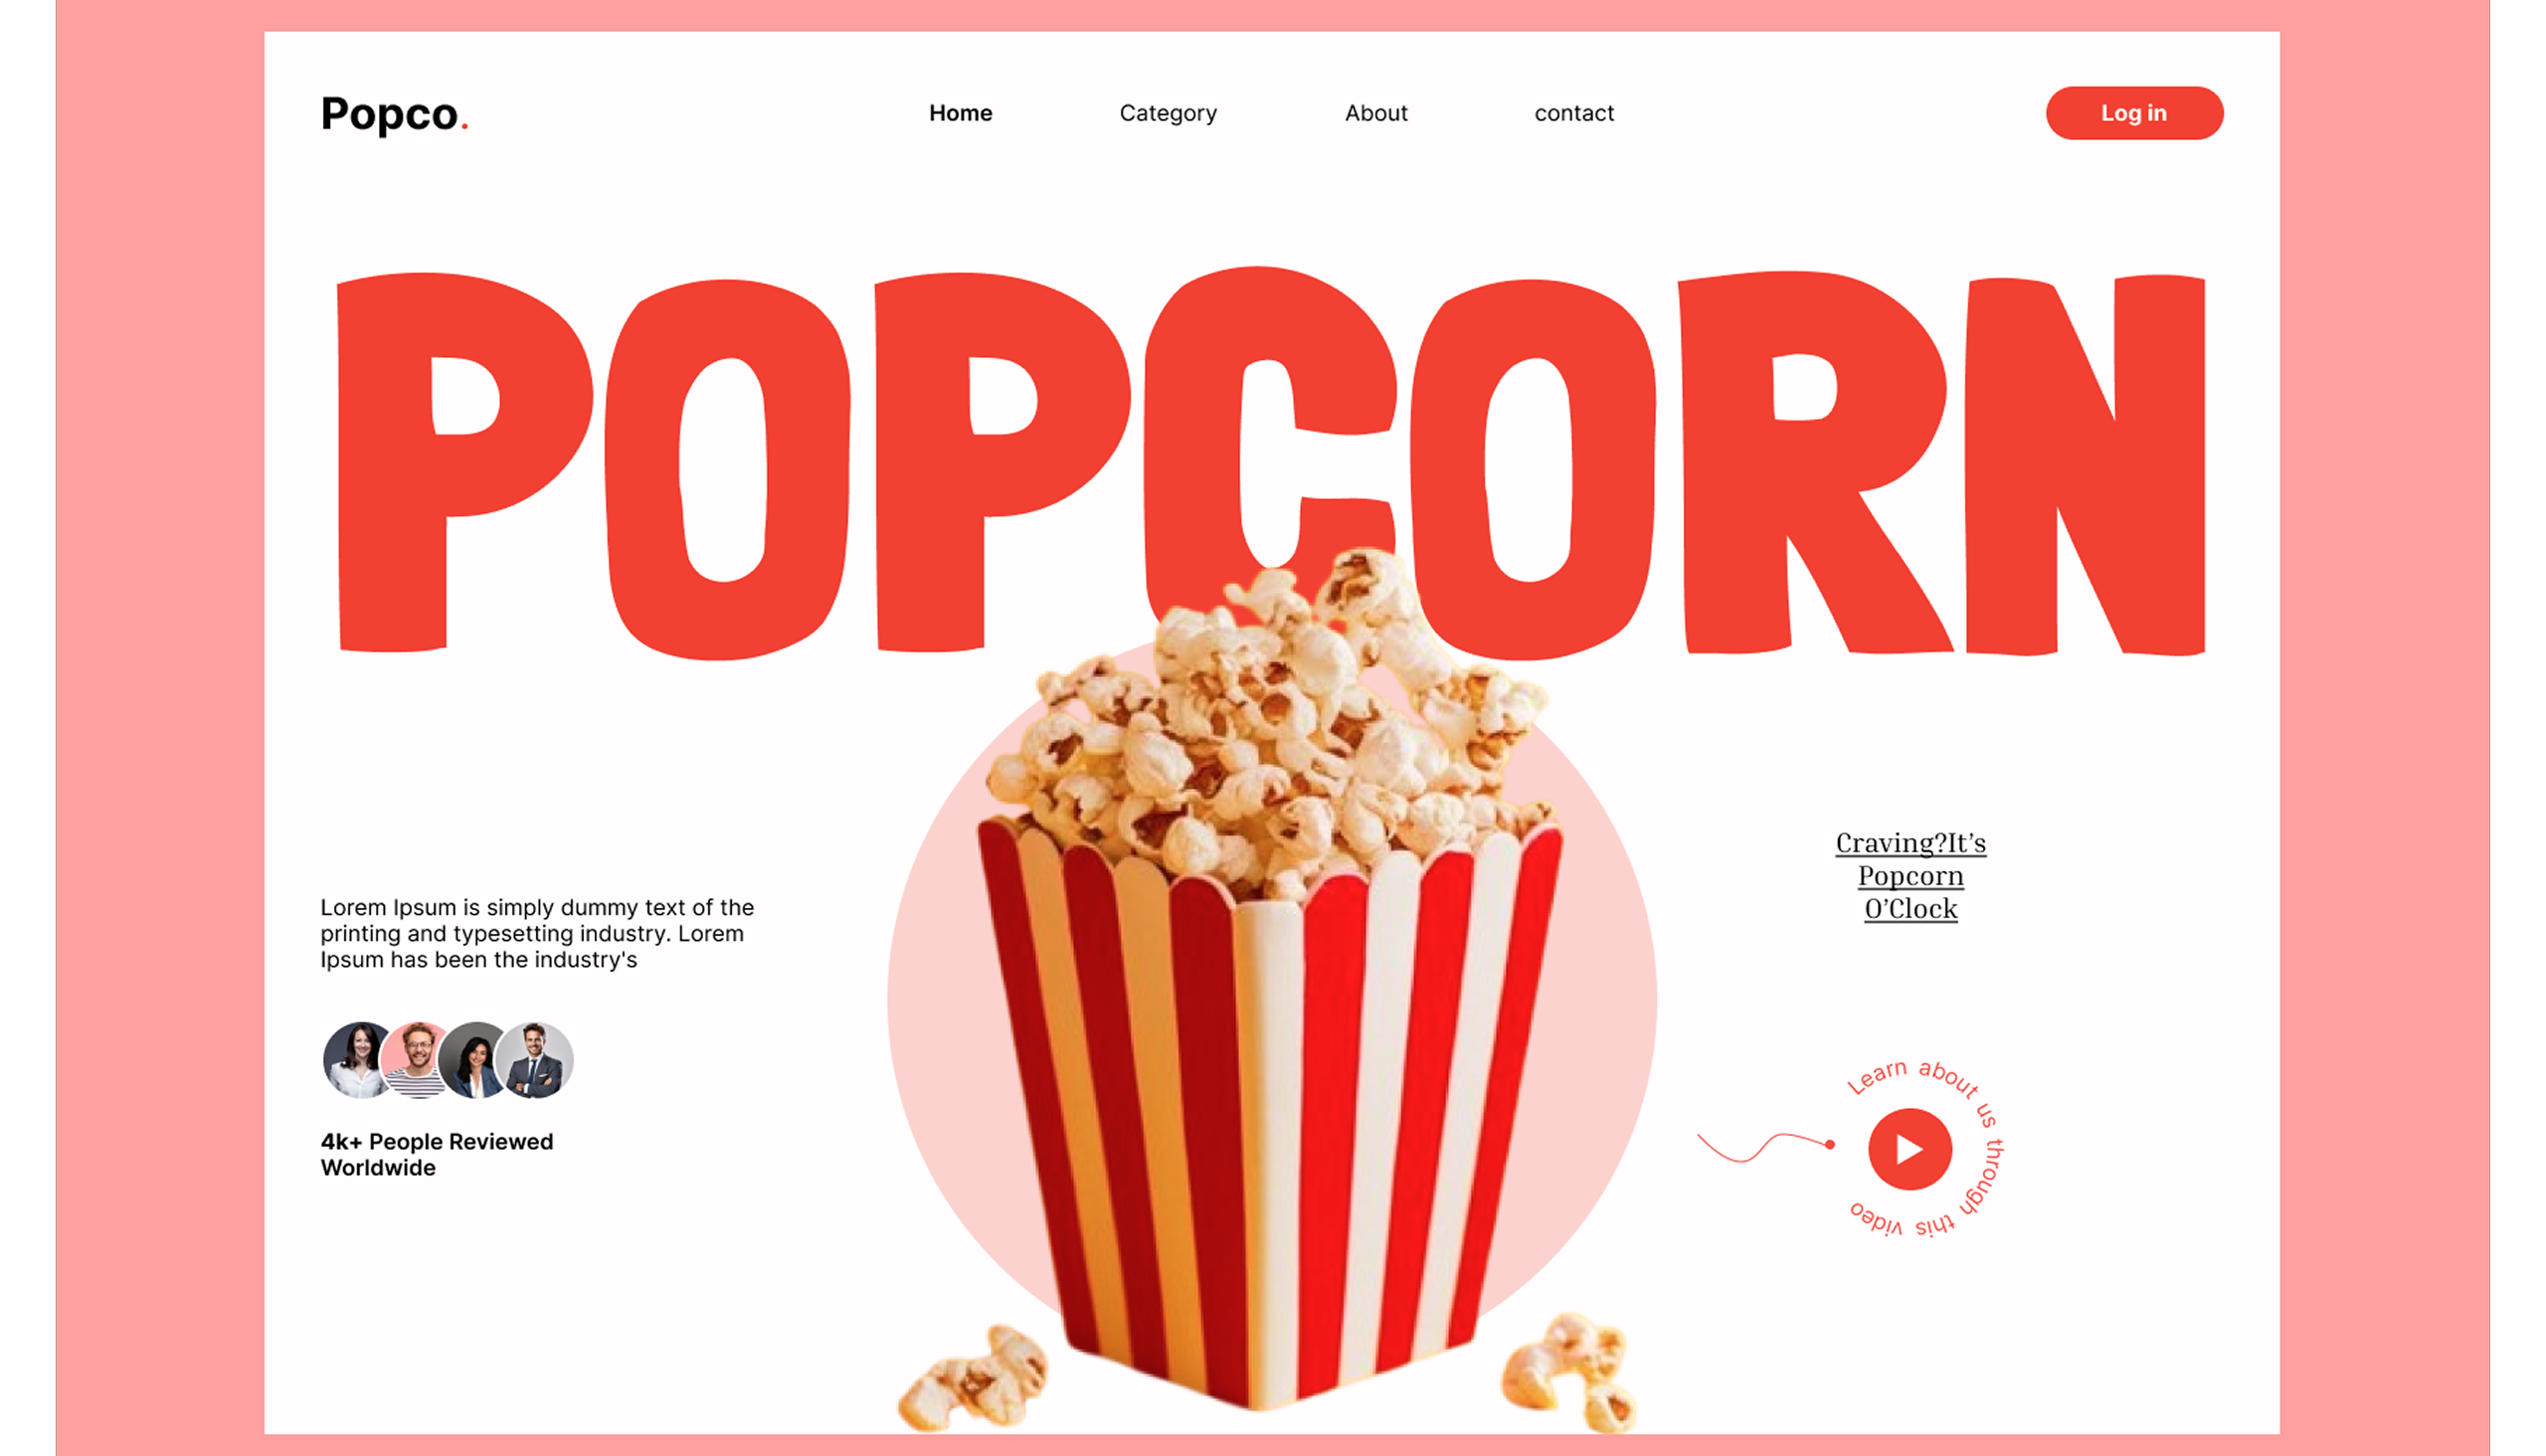 Popco.
Home
Category
About
contact
Log in
POPCORN
Craving?It's
Popcorn
O'Clock
Lorem Ipsum is simply dummy text of the
printing and typesetting industry. Lorem
Ipsum has been the industry's
4k+ People Reviewed
Worldwide
Learn about us through this video